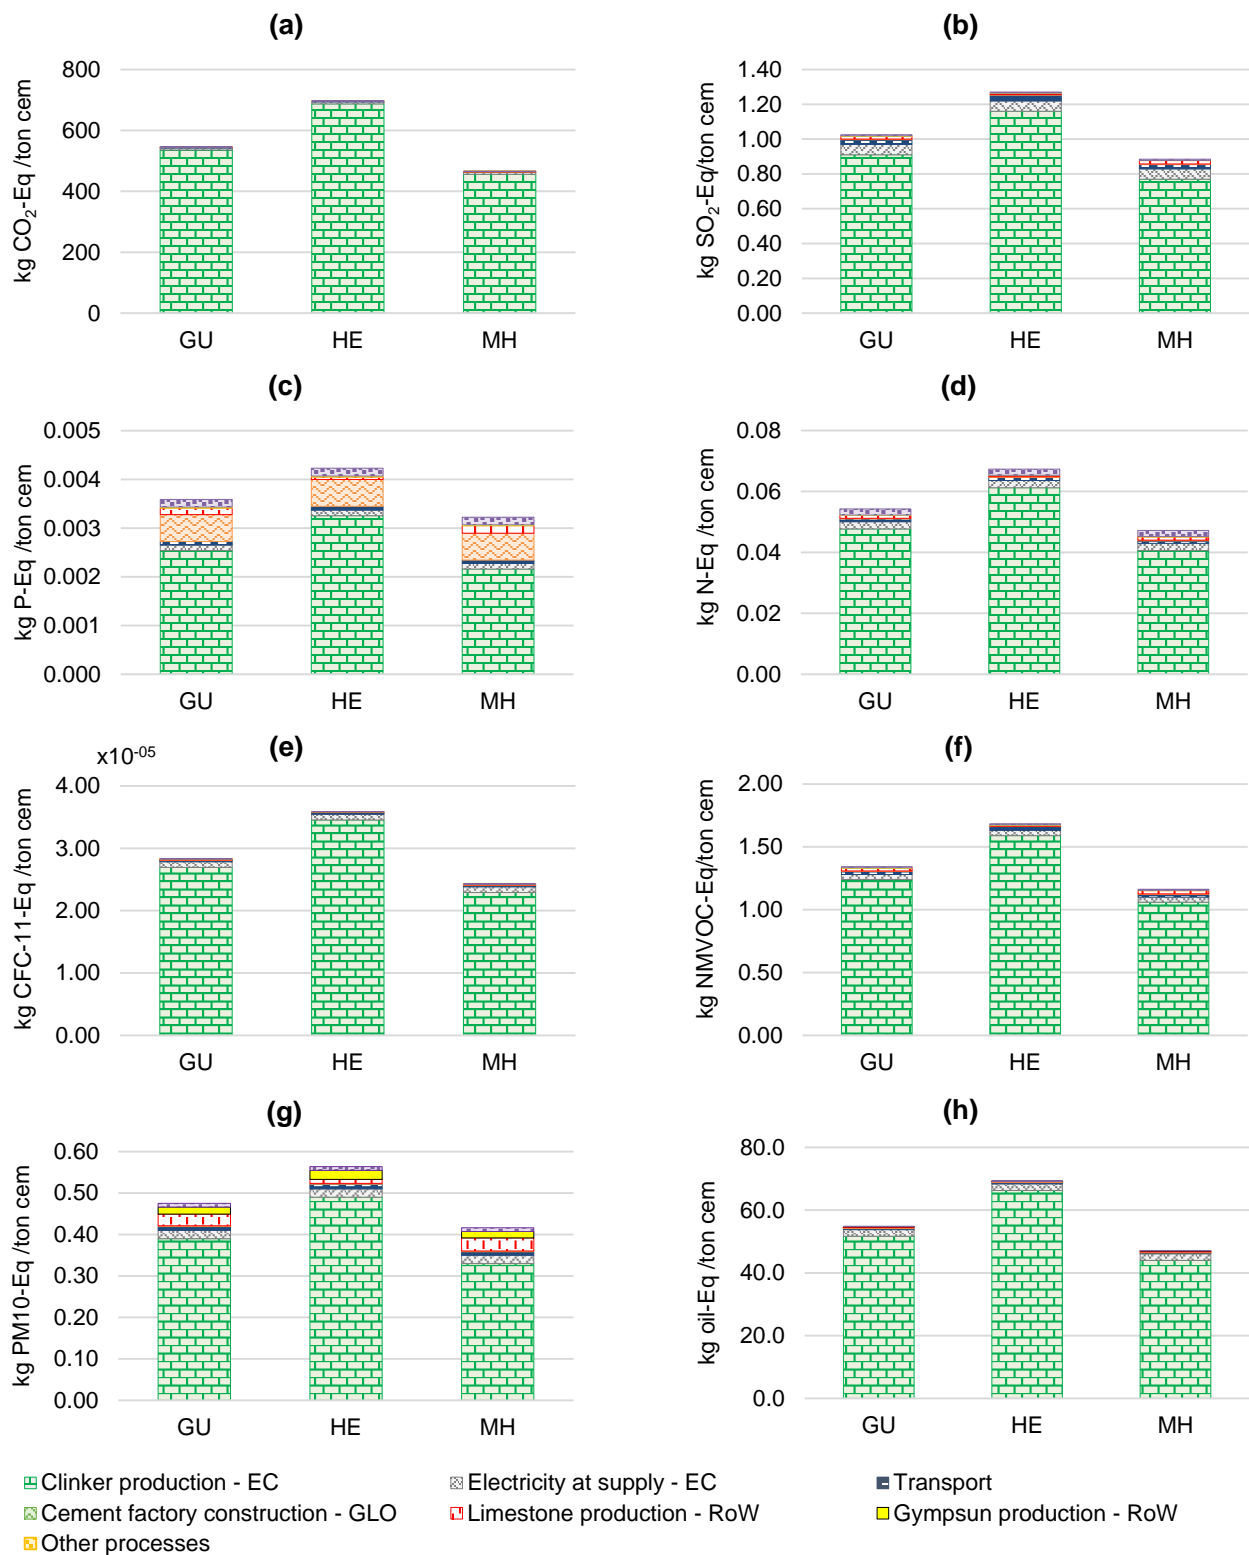 (a)
kg CO2-Eq /ton cem
800
600
400
200
0
GU HE MH
(b)
kg SO2-Eq/ton cem
1.40
1.20
1.00
0.80
0.60
0.40
0.20
0.00
GU HE MH
(c)
kg P-Eq /ton cem
0.005
0.004
0.003
0.002
0.001
0.000
GU HE MH
(d)
kg N-Eq /ton cem
0.08
0.06
0.04
0.02
0.00
GU HE MH
(e)
x10-05
kg CFC-11-Eq /ton cem
4.00
3.00
2.00
1.00
0.00
GU HE MH
(f)
kg NMVOC-Eq/ton cem
2.00
1.50
1.00
0.50
0.00
GU HE MH
(g)
kg PM10-Eq /ton cem
0.60
0.50
0.40
0.30
0.20
0.10
0.00
GU HE MH
(h)
kg oil-Eq /ton cem
80.0
60.0
40.0
20.0
0.0
GU HE MH
Clinker production - EC Electricity at supply - EC Transport
Cement factory construction - GLO Limestone production - RoW Gympsun production - RoW
Other processes